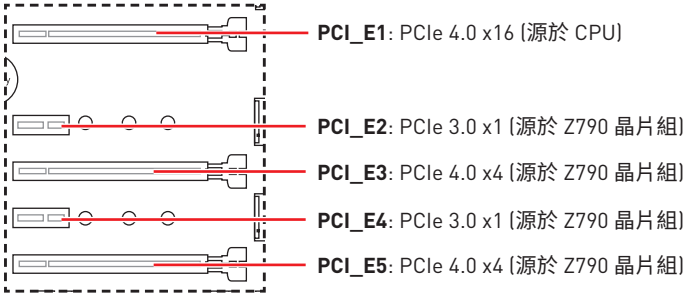 PCI_E1: PCIe 4.0 x16 (源於 CPU)
PCI_E2: PCIe 3.0 x1 (源於 Z790 晶片組)
PCI_E3: PCIe 4.0 x4 (源於 Z790 晶片組)
PCI_E4: PCIe 3.0 x1 (源於 Z790 晶片組)
PCI_E5: PCIe 4.0 x4 (源於 Z790 晶片組)